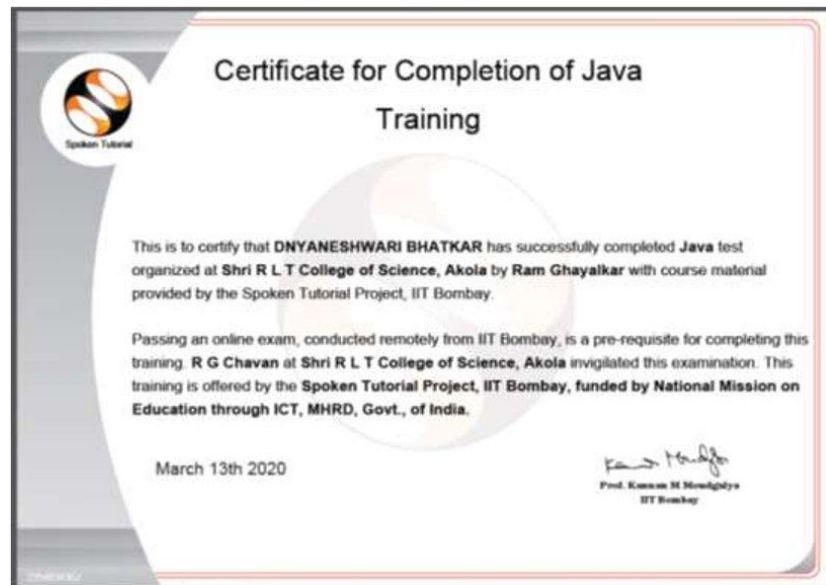 Certificate for Completion of Java
Training
Spoken Tutorial
This is to certify that DNYANESHWARI BHATKAR has successfully completed Java test
organized at Shri R L T College of Science, Akola by Ram Ghayalkar with course material
provided by the Spoken Tutorial Project, IIT Bombay.
Passing an online exam, conducted remotely from IIT Bombay, is a pre-requisite for completing this
training. R G Chavan at Shri R L T College of Science, Akola invigilated this examination. This
training is offered by the Spoken Tutorial Project, IIT Bombay, funded by National Mission on
Education through ICT, MHRD, Govt., of India.
March 13th 2020
Prof. Kannan M Moudgalya
IIT Bombay